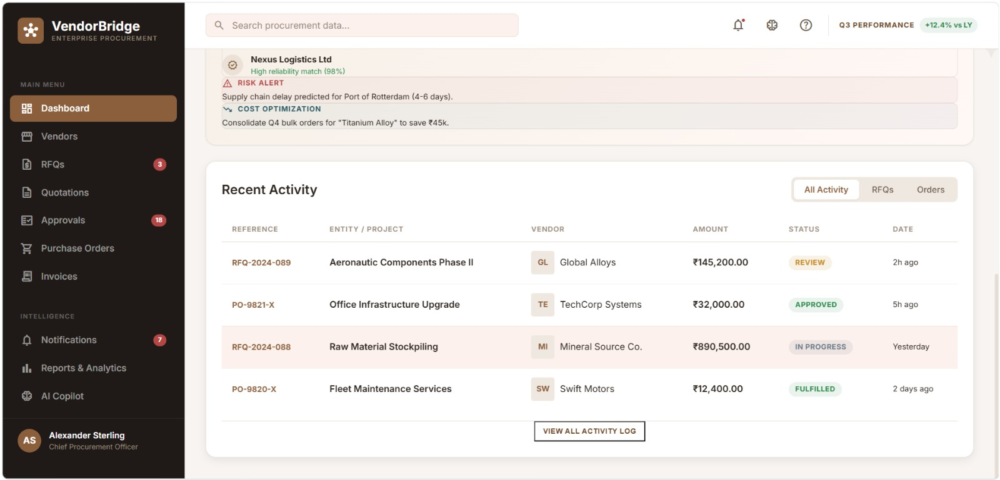 VendorBridge
ENTERPRISE PROCUREMENT
MAIN MENU
Dashboard
Vendors
RFQs 3
Quotations
Approvals 18
Purchase Orders
Invoices
INTELLIGENCE
Notifications 7
Reports & Analytics
AI Copilot
AS
Alexander Sterling
Chief Procurement Officer
Search procurement data...
Q3 PERFORMANCE +12.4% vs LY
Nexus Logistics Ltd
High reliability match (98%)
RISK ALERT
Supply chain delay predicted for Port of Rotterdam (4-6 days).
COST OPTIMIZATION
Consolidate Q4 bulk orders for "Titanium Alloy" to save ₹45k.
Recent Activity
All Activity RFQs Orders
REFERENCE ENTITY / PROJECT VENDOR AMOUNT STATUS DATE
RFQ-2024-089 Aeronautic Components Phase II GL Global Alloys ₹145,200.00 REVIEW 2h ago
PO-9821-X Office Infrastructure Upgrade TE TechCorp Systems ₹32,000.00 APPROVED 5h ago
RFQ-2024-088 Raw Material Stockpiling MI Mineral Source Co. ₹890,500.00 IN PROGRESS Yesterday
PO-9820-X Fleet Maintenance Services SW Swift Motors ₹12,400.00 FULFILLED 2 days ago
VIEW ALL ACTIVITY LOG